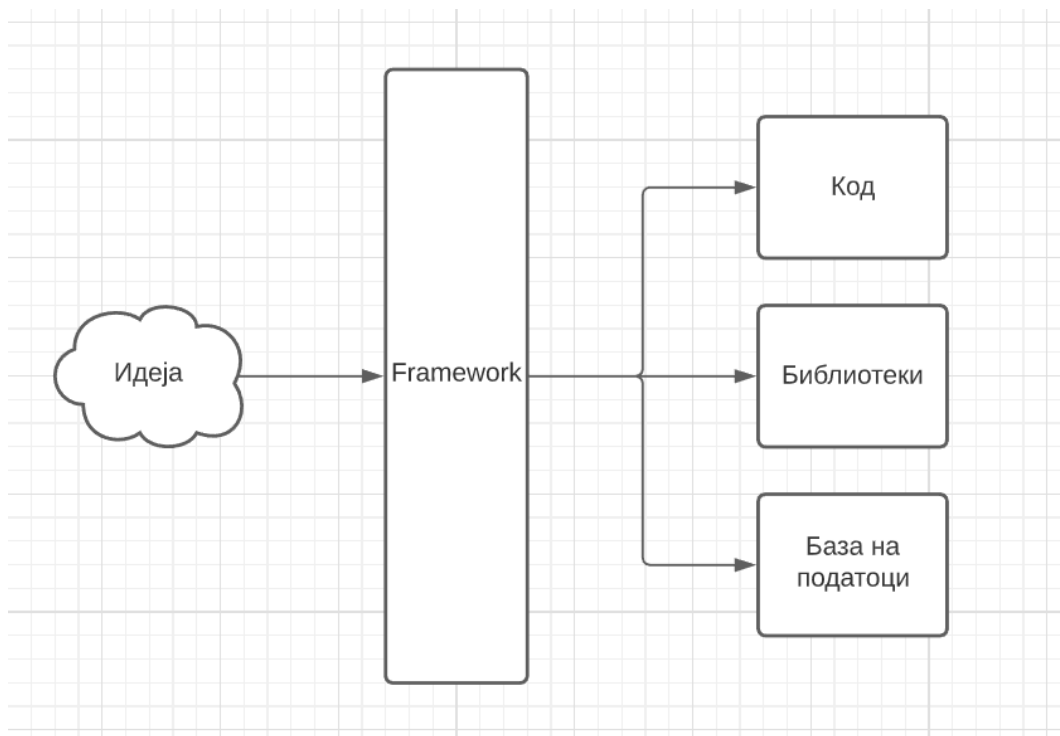 Идеја
Framework
Код
Библиотеки
База на
податоци